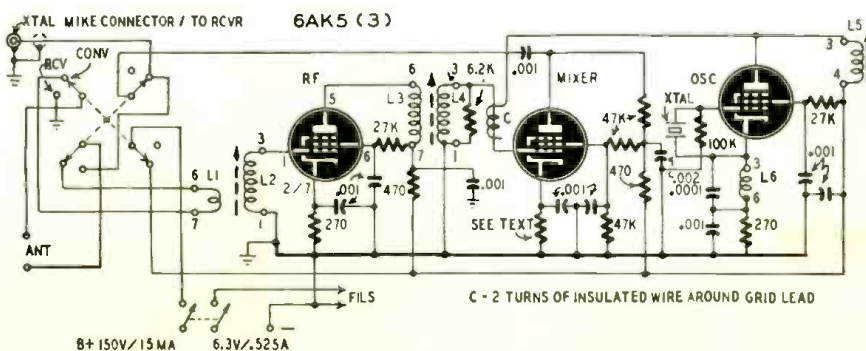 XTAL MIKE CONNECTOR / TO RCVR
6AK5 (3)
RCV
CONV
ANT
B+ 150V/15MA
6.3V/.525A
FILS
L1
6
7
L2
3
1
RF
5
1
6
2/7
.001
270
27K
470
.001
6
L3
7
3
L4
1
6.2K
C
.001
MIXER
SEE TEXT
.001
47K
47K
470
.002
XTAL
100K
.0001
.001
OSC
3
L6
6
270
27K
.001
L5
3
4
C - 2 TURNS OF INSULATED WIRE AROUND GRID LEAD